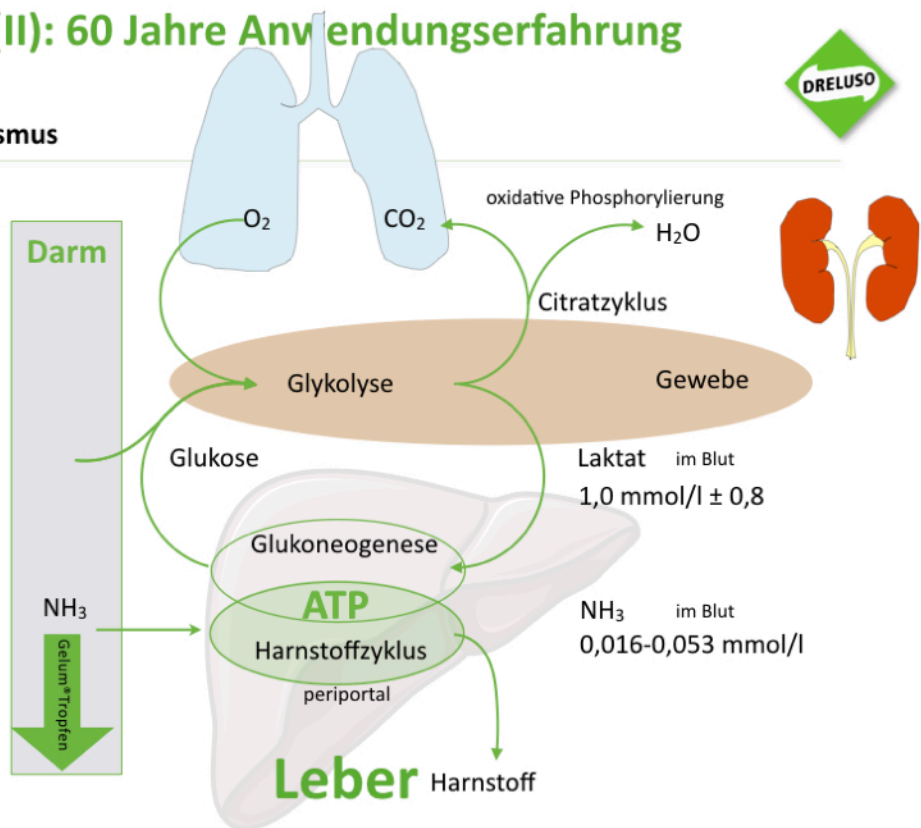 (II): 60 Jahre Anwendungserfahrung
DRELUSO
smus
oxidative Phosphorylierung
O₂
CO₂
H₂O
Darm
Citratzyklus
Glykolyse
Gewebe
Glukose
Laktat im Blut
1,0 mmol/l ± 0,8
Glukoneogenese
ATP
NH₃
NH₃ im Blut
0,016-0,053 mmol/l
Harnstoffzyklus
periportal
Gelum®Tropfen
Leber
Harnstoff